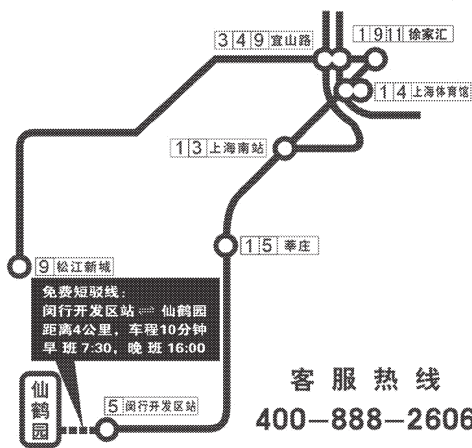 3 4 9 宜山路
1 9 11 徐家汇
1 4 上海体育馆
1 3 上海南站
1 5 莘庄
9 松江新城
免费短驳线：
闵行开发区站 ⇌ 仙鹤园
距离4公里，车程10分钟
早班7:30，晚班16:00
仙鹤园
5 闵行开发区站
客服热线
400-888-2606